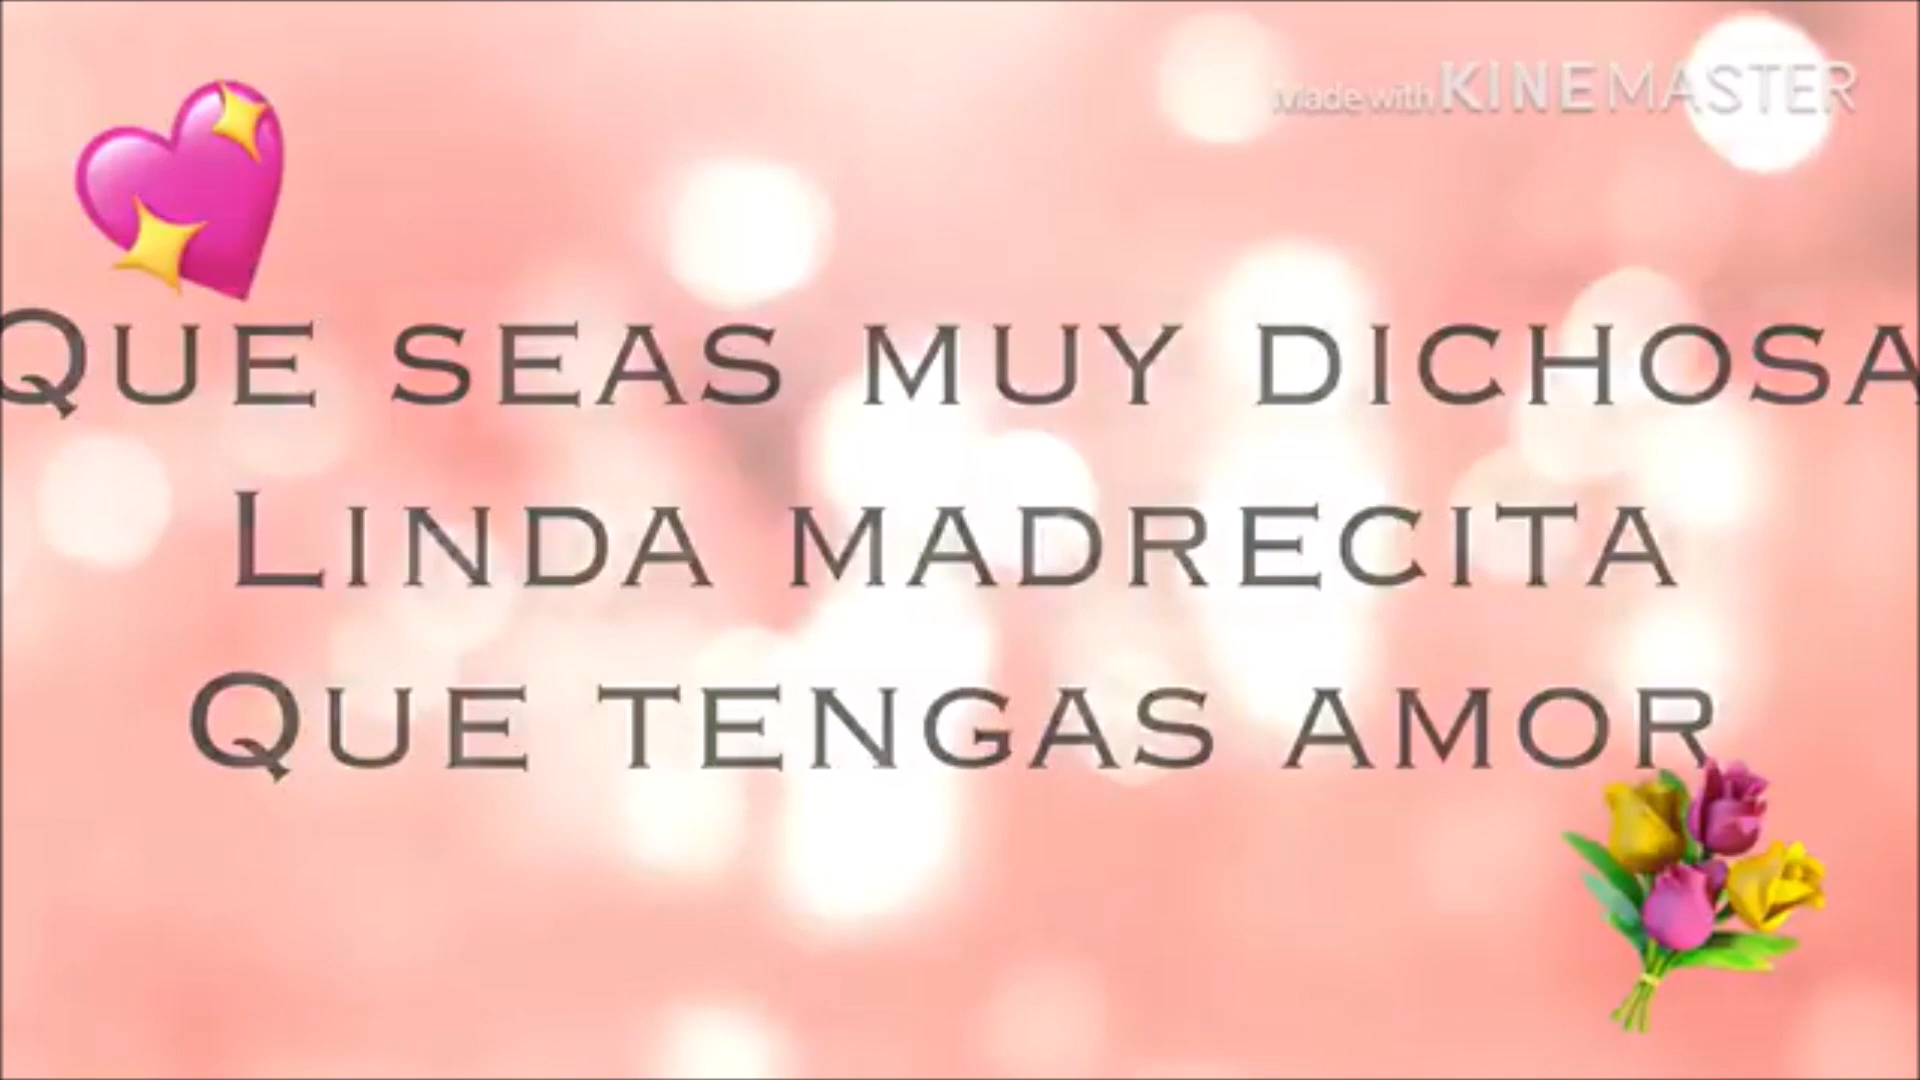 Made with KINEMASTER
QUE SEAS MUY DICHOSA
LINDA MADRECITA
QUE TENGAS AMOR